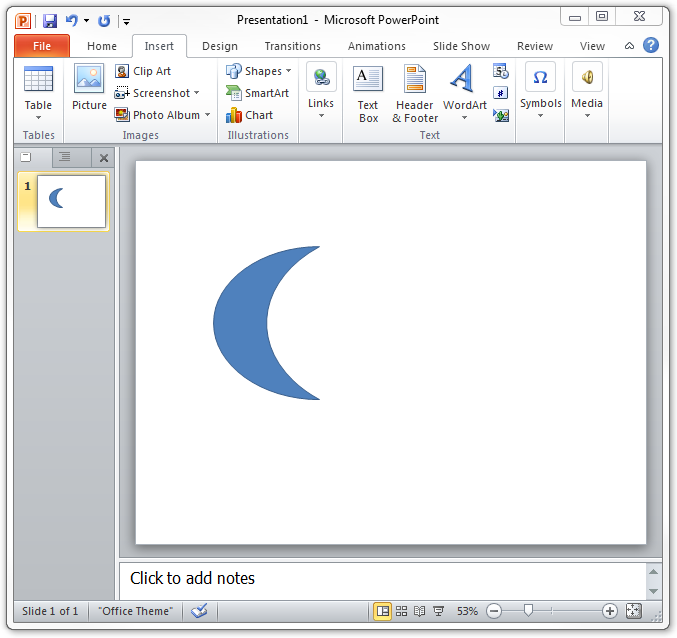 Presentation1 - Microsoft PowerPoint
File Home Insert Design Transitions Animations Slide Show Review View
Table
Tables
Picture
Clip Art
Screenshot
Photo Album
Images
Shapes
SmartArt
Chart
Illustrations
Links
Text
Box
Header
& Footer
WordArt
Text
Symbols
Media
1
Click to add notes
Slide 1 of 1 "Office Theme" 53%